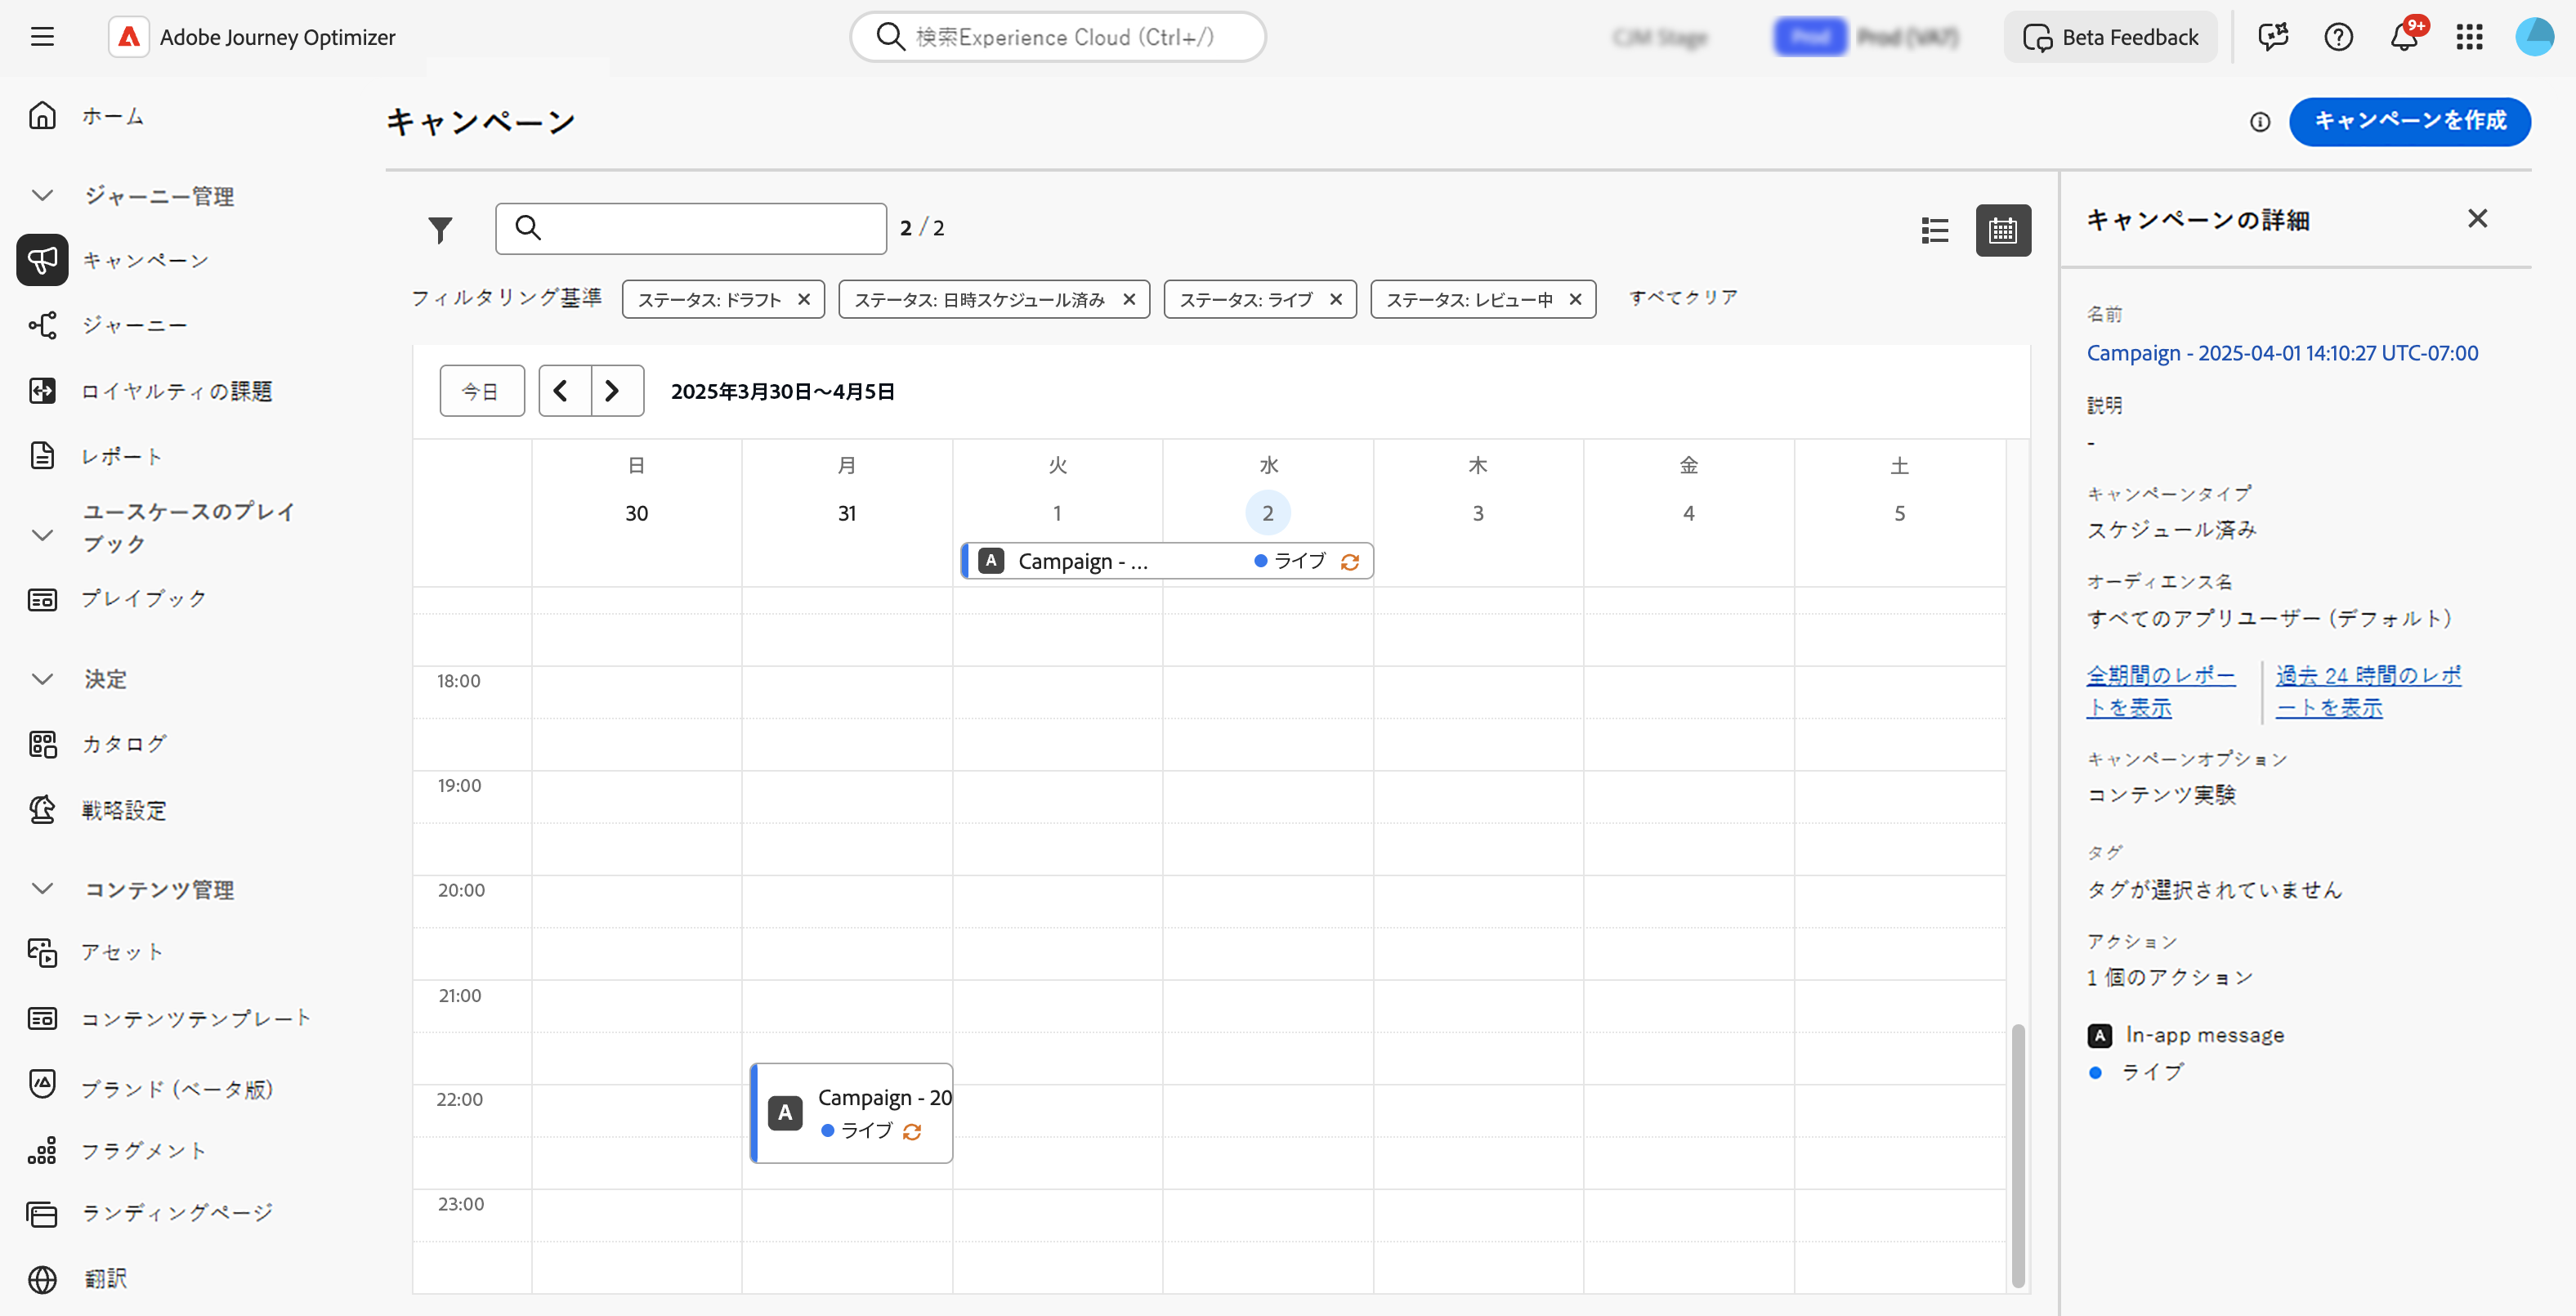 Adobe Journey Optimizer
検索Experience Cloud (Ctrl+/)
CJM Stage
Prod
Prod (VA7)
Beta Feedback
9+
ホーム
ジャーニー管理
キャンペーン
ジャーニー
ロイヤルティの課題
レポート
ユースケースのプレイ
ブック
プレイブック
決定
カタログ
戦略設定
コンテンツ管理
アセット
コンテンツテンプレート
ブランド (ベータ版)
フラグメント
ランディングページ
翻訳
キャンペーン
キャンペーンを作成
2 / 2
フィルタリング基準
ステータス: ドラフト
ステータス: 日時スケジュール済み
ステータス: ライブ
ステータス: レビュー中
すべてクリア
今日
2025年3月30日～4月5日
日
月
火
水
木
金
土
30
31
1
2
3
4
5
A Campaign - ... ライブ
18:00
19:00
20:00
21:00
22:00
23:00
A
Campaign - 20
ライブ
キャンペーンの詳細
名前
Campaign - 2025-04-01 14:10:27 UTC-07:00
説明
-
キャンペーンタイプ
スケジュール済み
オーディエンス名
すべてのアプリユーザー (デフォルト)
全期間のレポー
トを表示
過去 24 時間のレポ
ートを表示
キャンペーンオプション
コンテンツ実験
タグ
タグが選択されていません
アクション
1 個のアクション
A In-app message
ライブ